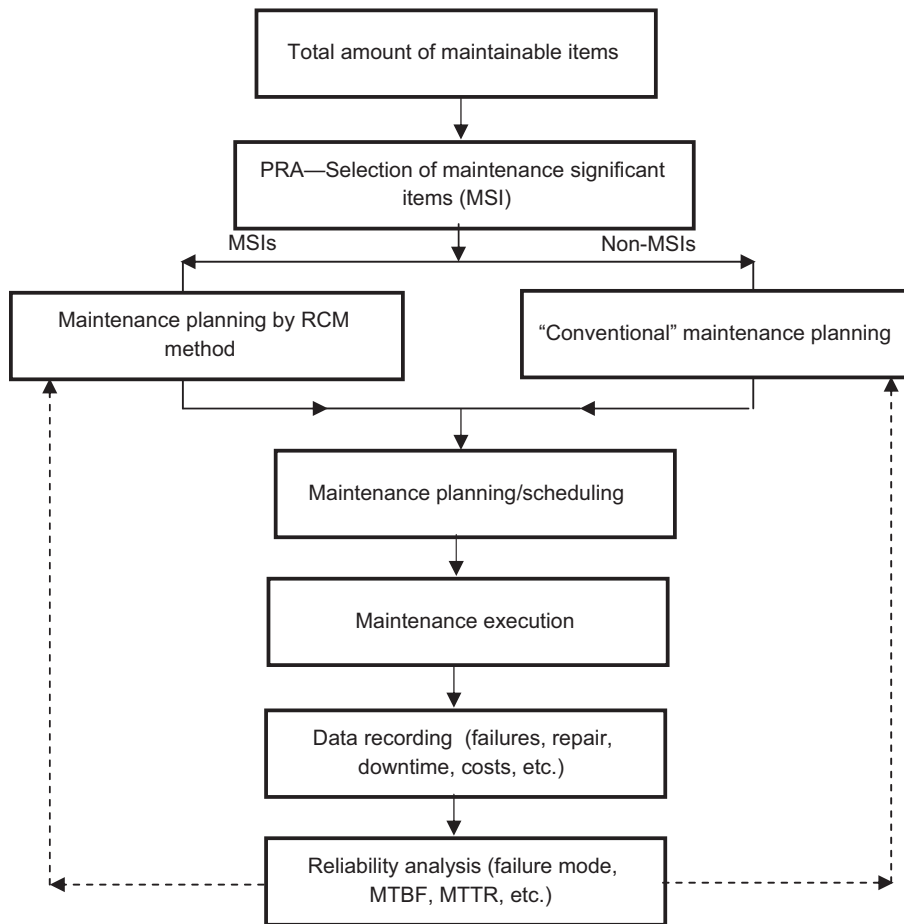 Total amount of maintainable items
PRA—Selection of maintenance significant
items (MSI)
MSIs
Non-MSIs
Maintenance planning by RCM
method
“Conventional” maintenance planning
Maintenance planning/scheduling
Maintenance execution
Data recording (failures, repair,
downtime, costs, etc.)
Reliability analysis (failure mode,
MTBF, MTTR, etc.)